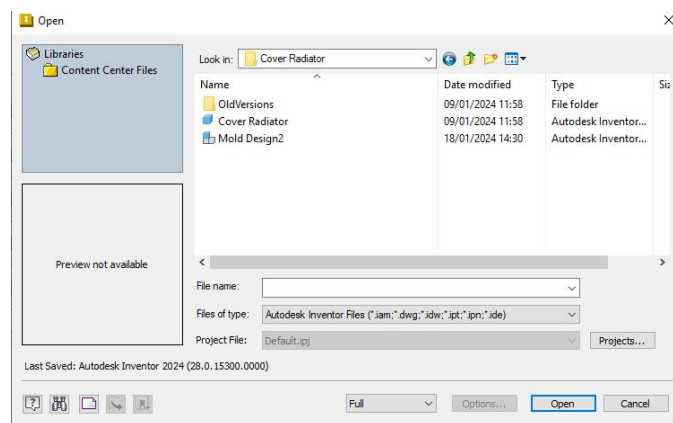 Open
Libraries
Content Center Files
Look in: Cover Radiator
Name Date modified Type Siz
OldVersions 09/01/2024 11:58 File folder
Cover Radiator 09/01/2024 11:58 Autodesk Inventor...
Mold Design2 18/01/2024 14:30 Autodesk Inventor...
Preview not available
File name:
Files of type: Autodesk Inventor Files (*.iam;*.dwg;*.idw;*.ipt;*.ipn;*.ide)
Project File: Default.ipj Projects...
Last Saved: Autodesk Inventor 2024 (28.0.15300.0000)
Full Options... Open Cancel